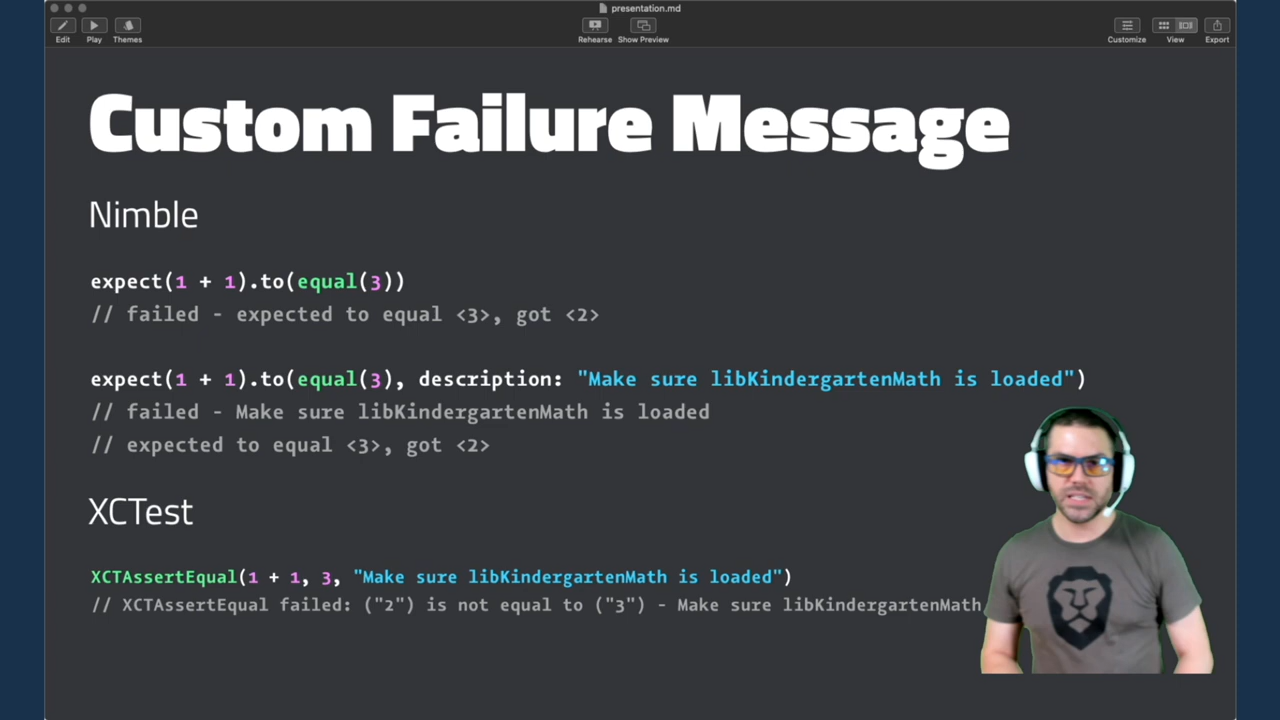 presentation.md
Edit
Play
Themes
Rehearse
Show Preview
Customize
View
Export
Custom Failure Message
Nimble
expect(1 + 1).to(equal(3))
// failed - expected to equal <3>, got <2>
expect(1 + 1).to(equal(3), description: "Make sure libKindergartenMath is loaded")
// failed - Make sure libKindergartenMath is loaded
// expected to equal <3>, got <2>
XCTest
XCTAssertEqual(1 + 1, 3, "Make sure libKindergartenMath is loaded")
// XCTAssertEqual failed: ("2") is not equal to ("3") - Make sure libKindergartenMath